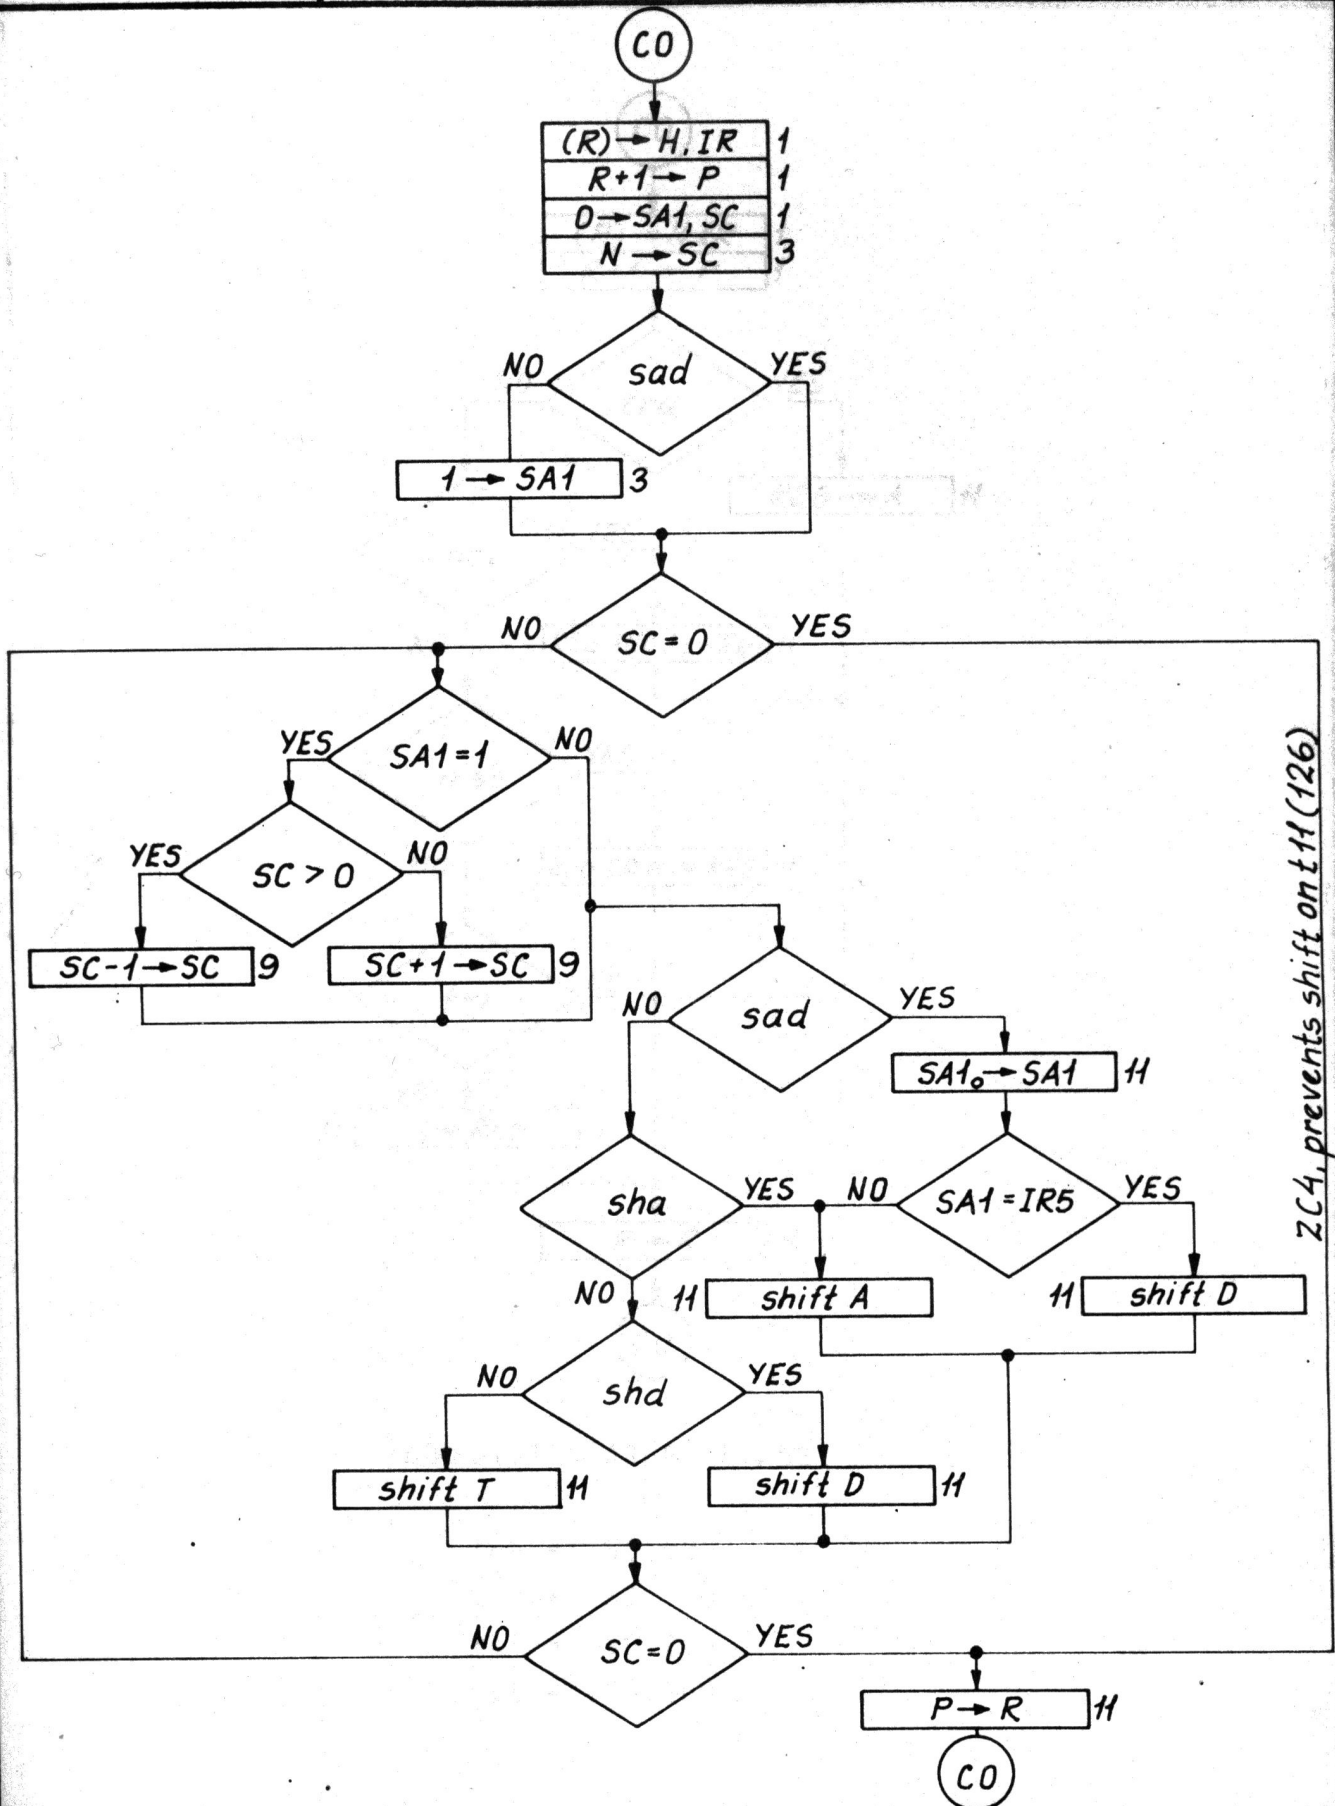 CO
(R) → H, IR 1
R+1 → P 1
0 → SA1, SC 1
N → SC 3
sad
NO
YES
1 → SA1 3
SC = 0
NO
YES
SA1 = 1
YES
NO
SC > 0
YES
NO
SC-1 → SC 9
SC+1 → SC 9
sad
NO
YES
SA1₀ → SA1 11
sha
YES
NO
SA1 = IR5
NO
YES
11 shift A
11 shift D
shd
NO
YES
shift T 11
shift D 11
SC=0
NO
YES
P → R 11
CO
ZC4, prevents shift on t11 (126)